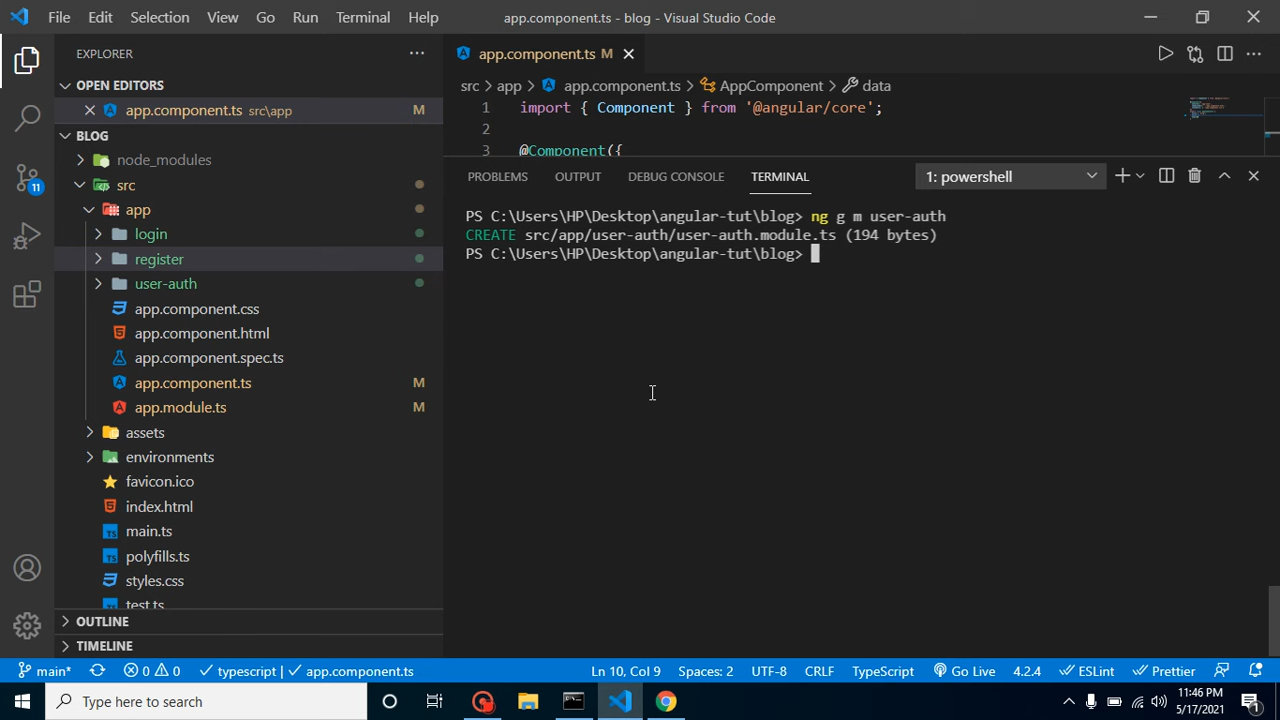 File Edit Selection View Go Run Terminal Help
app.component.ts - blog - Visual Studio Code
EXPLORER
OPEN EDITORS
app.component.ts src\app M
BLOG
node_modules
src
app
login
register
user-auth
app.component.css
app.component.html
app.component.spec.ts
app.component.ts M
app.module.ts M
assets
environments
favicon.ico
index.html
main.ts
polyfills.ts
styles.css
test.ts
OUTLINE
TIMELINE
11
app.component.ts M
src > app > app.component.ts > AppComponent > data
1 import { Component } from '@angular/core';
2
3 @Component({
PROBLEMS OUTPUT DEBUG CONSOLE TERMINAL 1: powershell
PS C:\Users\HP\Desktop\angular-tut\blog> ng g m user-auth
CREATE src/app/user-auth/user-auth.module.ts (194 bytes)
PS C:\Users\HP\Desktop\angular-tut\blog>
main* 0 0 typescript | app.component.ts Ln 10, Col 9 Spaces: 2 UTF-8 CRLF TypeScript Go Live 4.2.4 ESLint Prettier
Type here to search
11:46 PM
5/17/2021
1